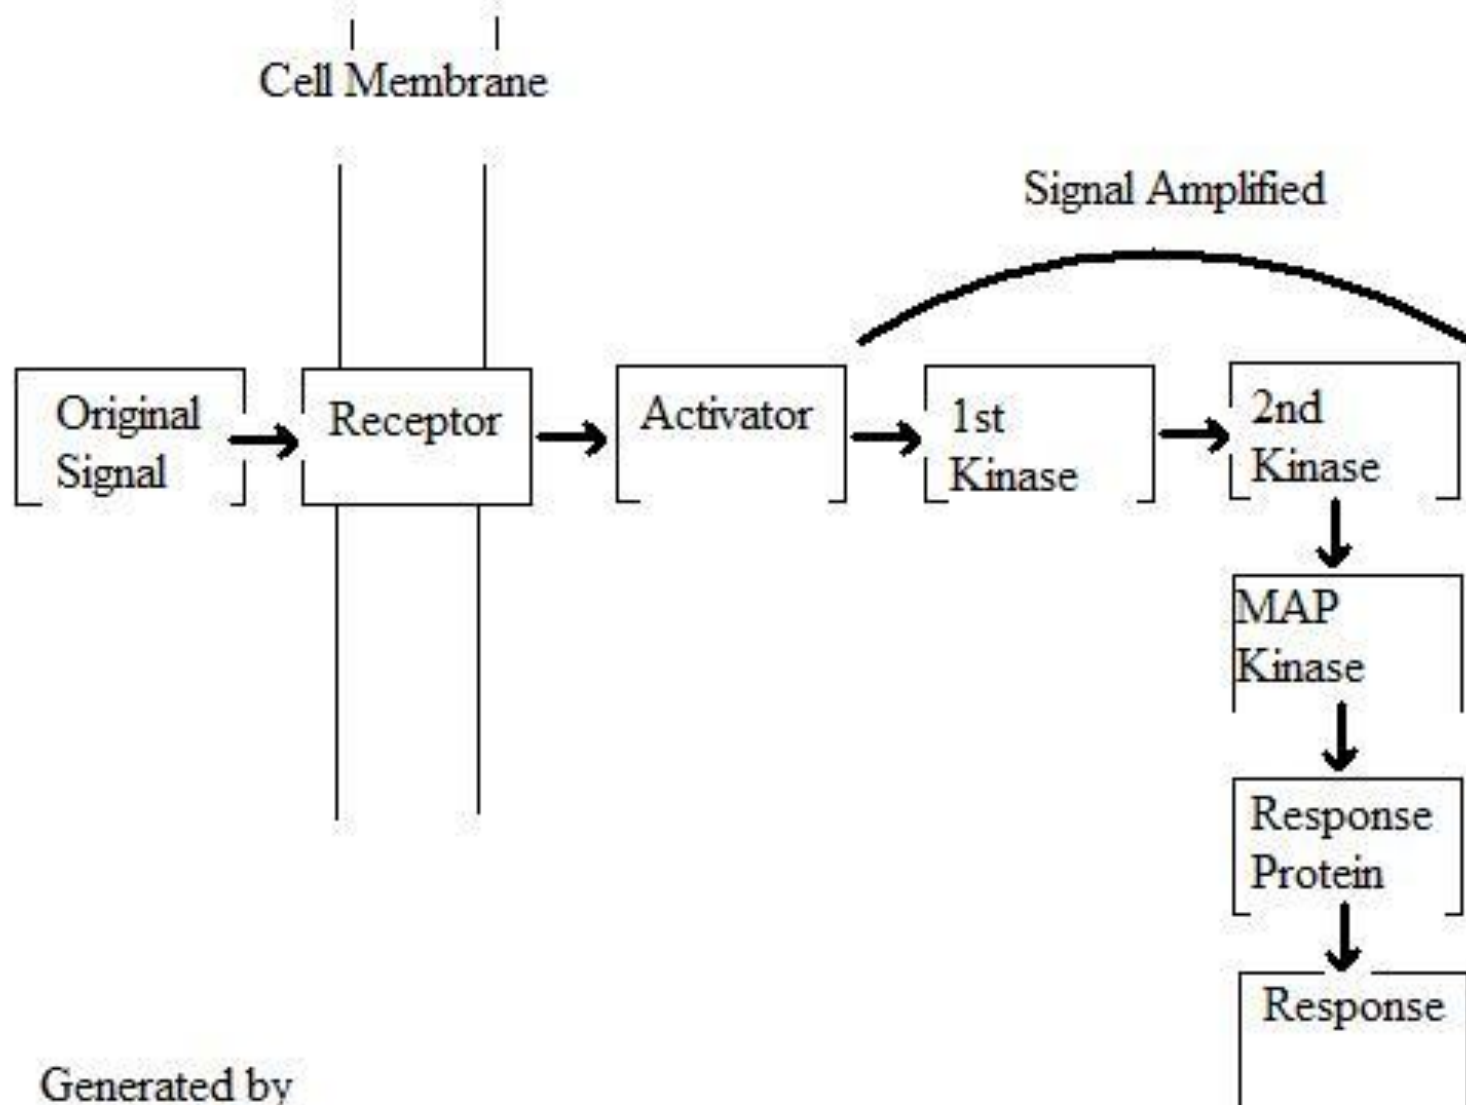 Cell Membrane
Signal Amplified
Original
Signal
Receptor
Activator
1st
Kinase
2nd
Kinase
MAP
Kinase
Response
Protein
Response
Generated by